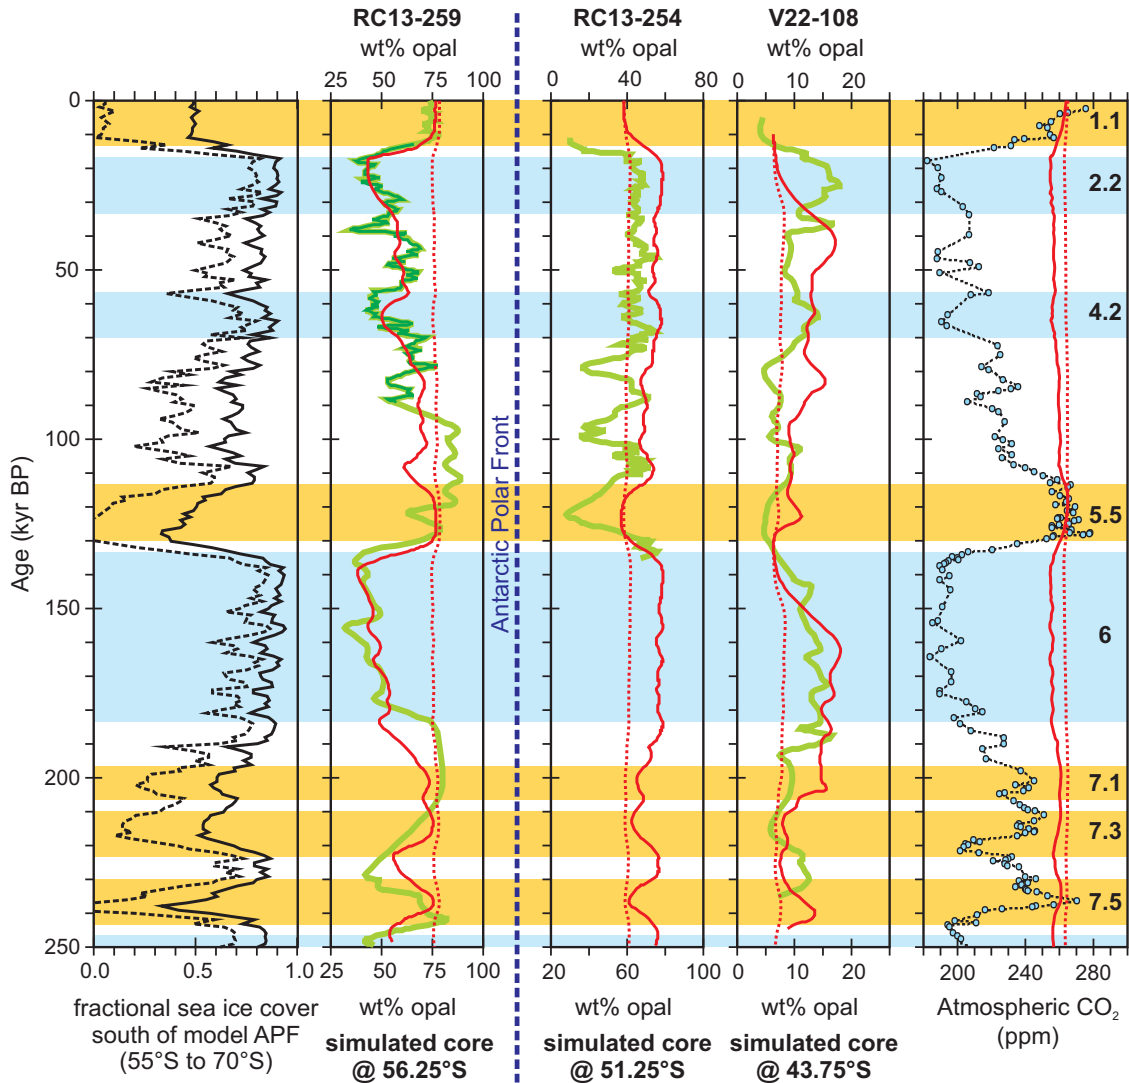 RC13-259 RC13-254 V22-108
wt% opal wt% opal wt% opal
25 50 75 100 0 40 80 0 10 20
Age (kyr BP)
0
50
100
150
200
250
Antarctic Polar Front
1.1
2.2
4.2
5.5
6
7.1
7.3
7.5
0.0 0.5 1.0 25 50 75 100 20 60 100 0 10 20 200 240 280
fractional sea ice cover
south of model APF
(55°S to 70°S)
wt% opal
simulated core
@ 56.25°S
wt% opal
simulated core
@ 51.25°S
wt% opal
simulated core
@ 43.75°S
Atmospheric CO₂
(ppm)